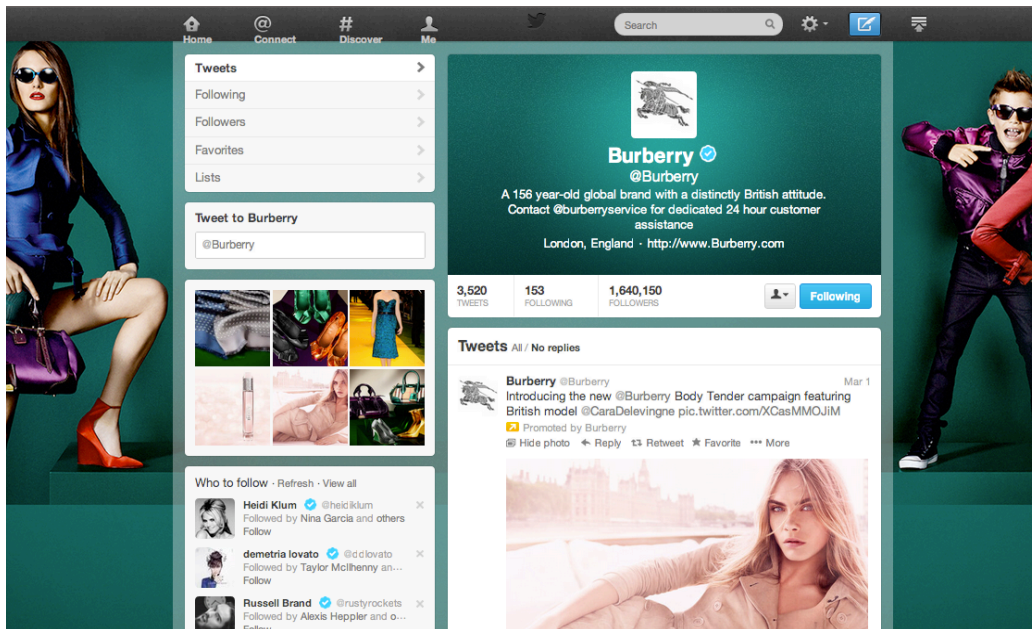 Home
Connect
Discover
Me
Search
Tweets
Following
Followers
Favorites
Lists
Tweet to Burberry
@Burberry
Who to follow · Refresh · View all
Heidi Klum @heidiklum
Followed by Nina Garcia and others
Follow
demetria lovato @ddlovato
Followed by Taylor McIlhenny an...
Follow
Russell Brand @rustyrockets
Followed by Alexis Heppler and o...
Follow
Burberry
@Burberry
A 156 year-old global brand with a distinctly British attitude.
Contact @burberryservice for dedicated 24 hour customer
assistance
London, England · http://www.Burberry.com
3,520 153 1,640,150
TWEETS FOLLOWING FOLLOWERS
Following
Tweets All / No replies
Burberry @Burberry Mar 1
Introducing the new @Burberry Body Tender campaign featuring
British model @CaraDelevingne pic.twitter.com/XCasMMOJiM
Promoted by Burberry
Hide photo Reply Retweet Favorite More